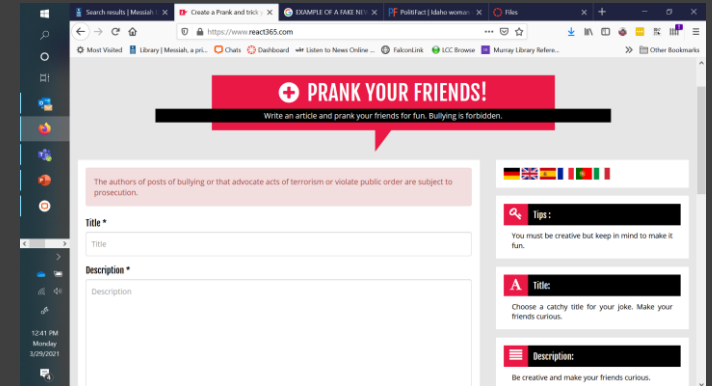 Search results | Messiah
Create a Prank and trick y
EXAMPLE OF A FAKE NEW
PolitiFact | Idaho woman
Files
https://www.react365.com
Most Visited
Library | Messiah, a pri...
Chats
Dashboard
Listen to News Online ...
FalconLink
LCC Browse
Murray Library Refere...
Other Bookmarks
PRANK YOUR FRIENDS!
Write an article and prank your friends for fun. Bullying is forbidden.
The authors of posts of bullying or that advocate acts of terrorism or violate public order are subject to
prosecution.
Title *
Title
Description *
Description
Tips :
You must be creative but keep in mind to make it
fun.
A
Title:
Choose a catchy title for your joke. Make your
friends curious.
Description:
Be creative and make your friends curious.
12:41 PM
Monday
3/29/2021